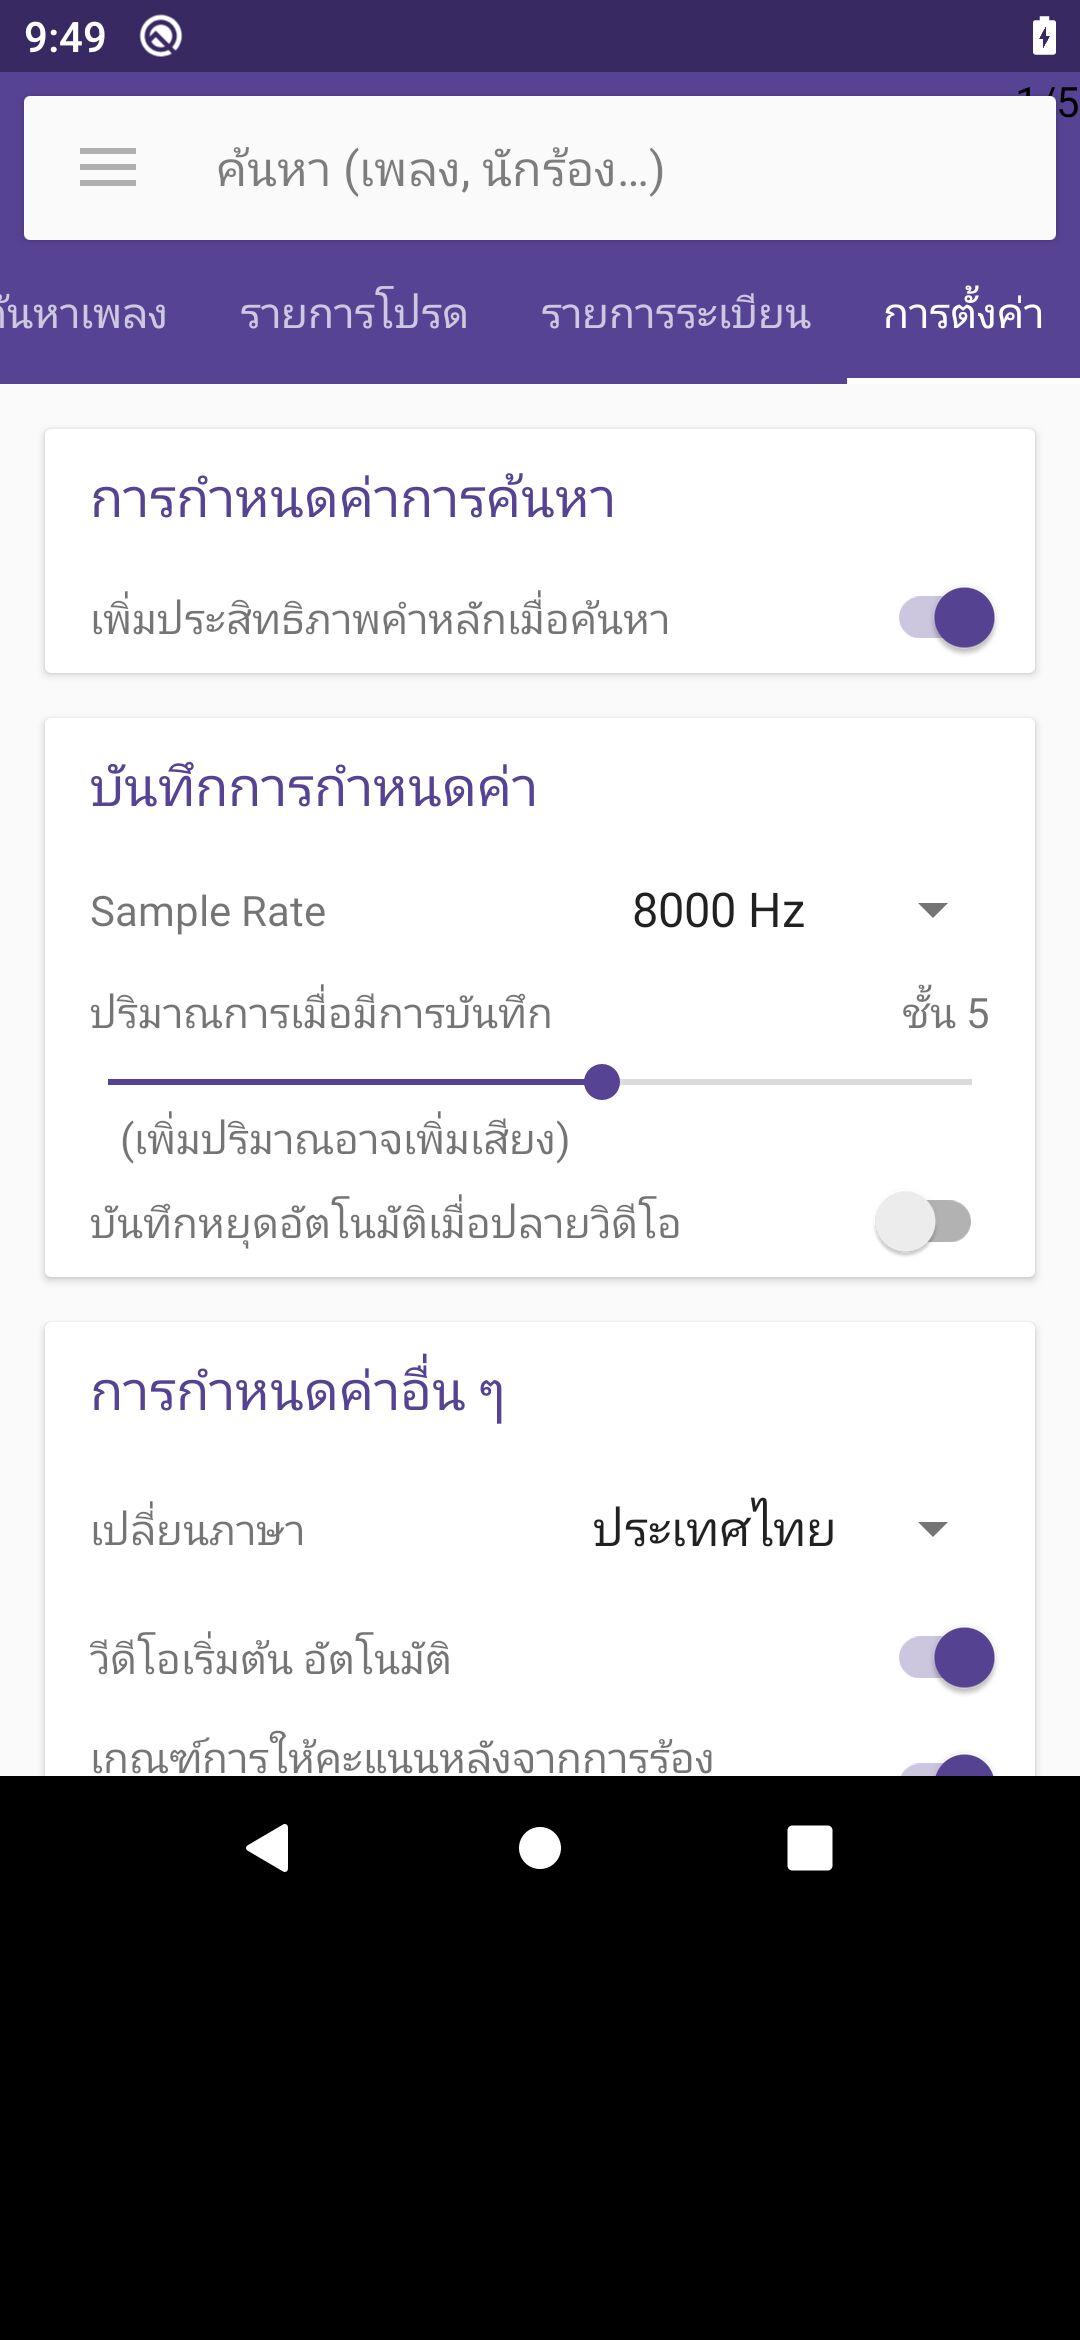 9:49
ค้นหา (เพลง, นักร้อง...)
รายการโปรด
รายการระเบียน
การตั้งค่า
การกำหนดค่าการค้นหา
เพิ่มประสิทธิภาพคำหลักเมื่อค้นหา
บันทึกการกำหนดค่า
Sample Rate
8000 Hz
ปริมาณการเมื่อมีการบันทึก
ชั้น 5
(เพิ่มปริมาณอาจเพิ่มเสียง)
บันทึกหยุดอัตโนมัติเมื่อปลายวิดีโอ
การกำหนดค่าอื่น ๆ
เปลี่ยนภาษา
ประเทศไทย
วีดีโอเริ่มต้น อัตโนมัติ
เกณฑ์การให้คะแนนหลังจากการร้อง